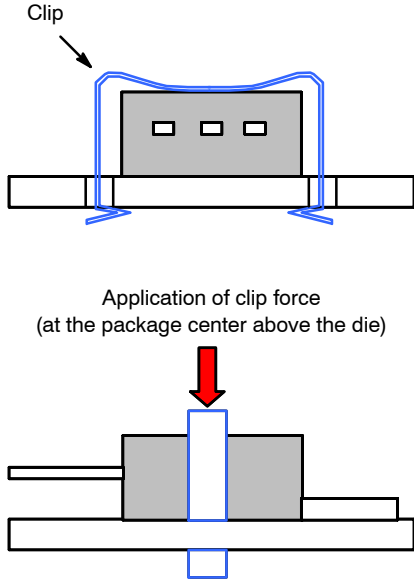 Clip
Application of clip force
(at the package center above the die)